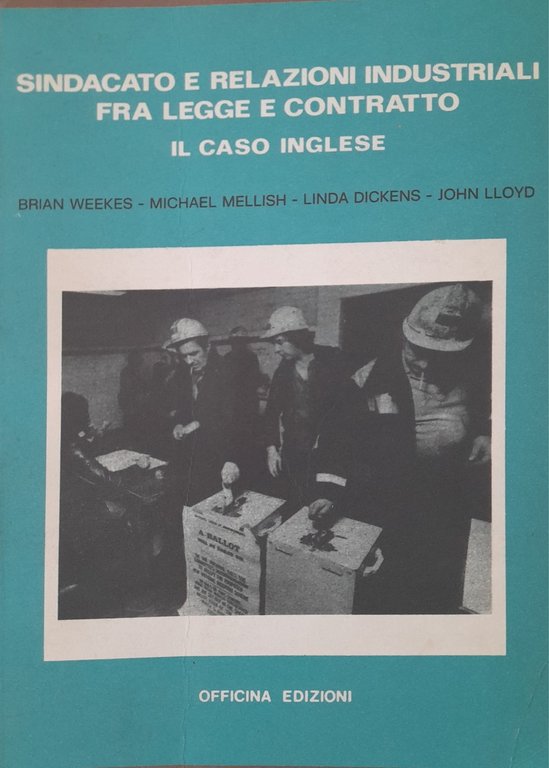 SINDACATO E RELAZIONI INDUSTRIALI
FRA LEGGE E CONTRATTO
IL CASO INGLESE
BRIAN WEEKES - MICHAEL MELLISH - LINDA DICKENS - JOHN LLOYD
A BALLOT
OFFICINA EDIZIONI